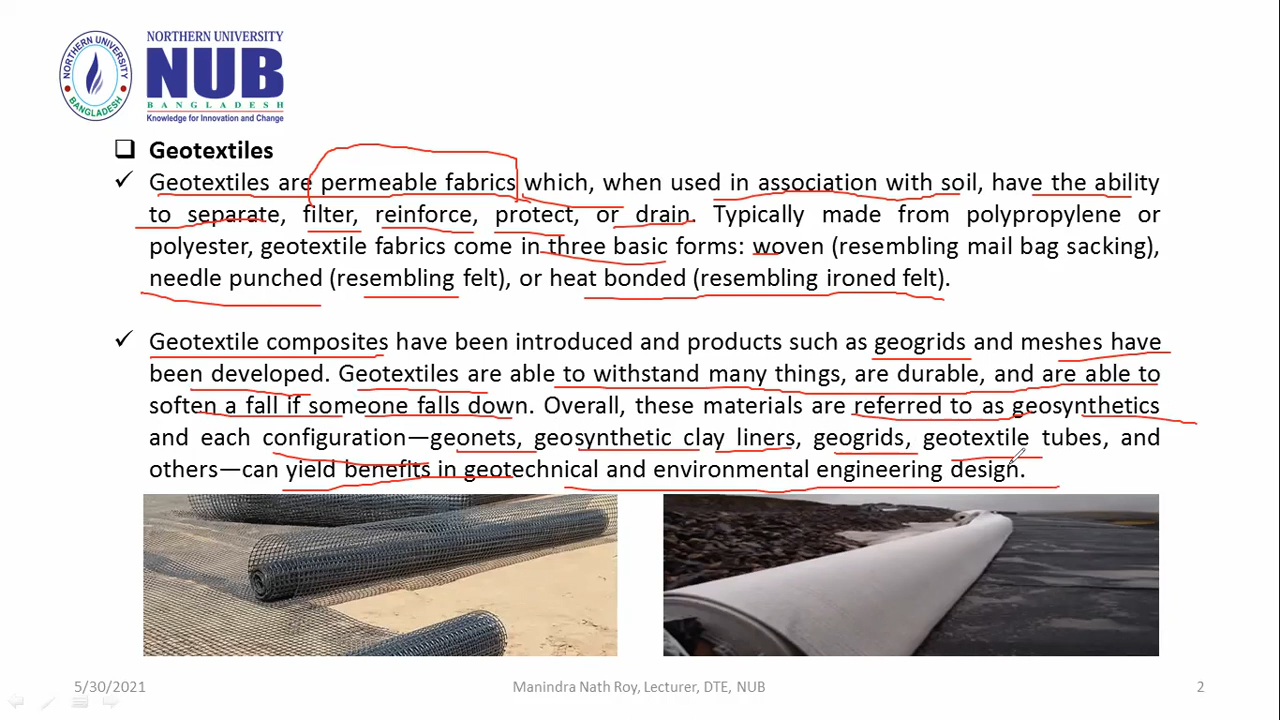 NORTHERN UNIVERSITY
NUB
BANGLADESH
Knowledge for Innovation and Change
NORTHERN UNIVERSITY
BANGLADESH
Geotextiles
Geotextiles are permeable fabrics which, when used in association with soil, have the ability
to separate, filter, reinforce, protect, or drain. Typically made from polypropylene or
polyester, geotextile fabrics come in three basic forms: woven (resembling mail bag sacking),
needle punched (resembling felt), or heat bonded (resembling ironed felt).
Geotextile composites have been introduced and products such as geogrids and meshes have
been developed. Geotextiles are able to withstand many things, are durable, and are able to
soften a fall if someone falls down. Overall, these materials are referred to as geosynthetics
and each configuration—geonets, geosynthetic clay liners, geogrids, geotextile tubes, and
others—can yield benefits in geotechnical and environmental engineering design.
5/30/2021
Manindra Nath Roy, Lecturer, DTE, NUB
2